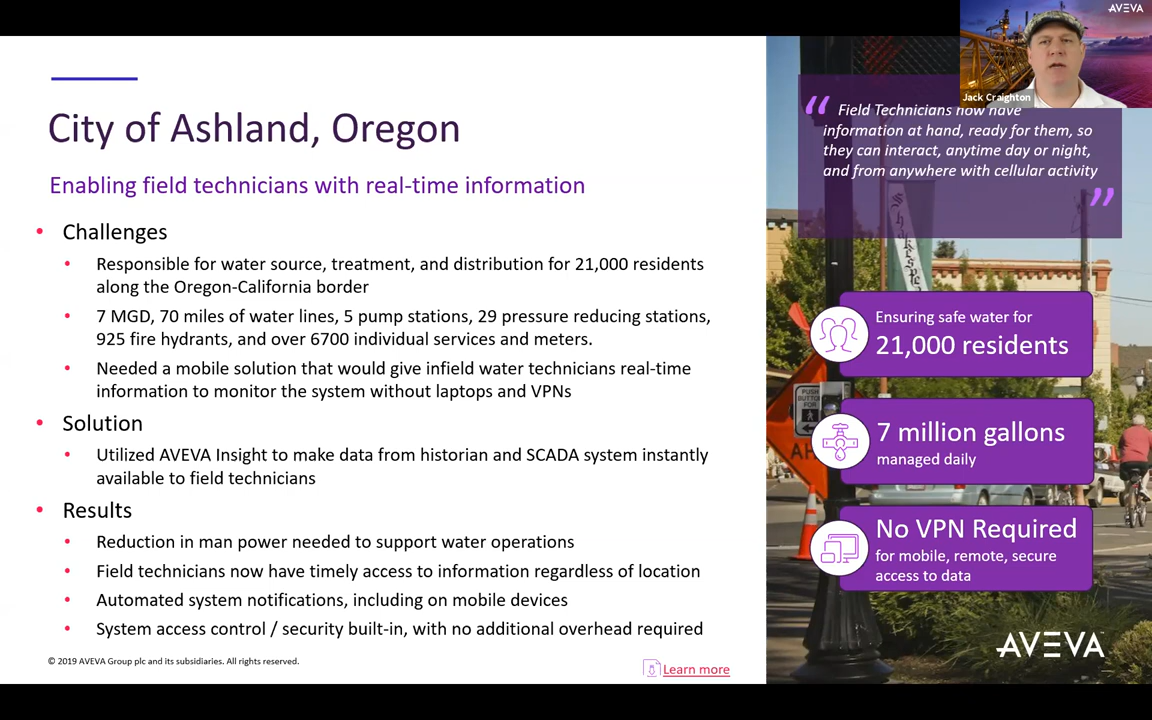 AVEVA
Jack Craighton
City of Ashland, Oregon
Enabling field technicians with real-time information
• Challenges
• Responsible for water source, treatment, and distribution for 21,000 residents
along the Oregon-California border
• 7 MGD, 70 miles of water lines, 5 pump stations, 29 pressure reducing stations,
925 fire hydrants, and over 6700 individual services and meters.
• Needed a mobile solution that would give infield water technicians real-time
information to monitor the system without laptops and VPNs
• Solution
• Utilized AVEVA Insight to make data from historian and SCADA system instantly
available to field technicians
• Results
• Reduction in man power needed to support water operations
• Field technicians now have timely access to information regardless of location
• Automated system notifications, including on mobile devices
• System access control / security built-in, with no additional overhead required
© 2019 AVEVA Group plc and its subsidiaries. All rights reserved.
Learn more
“ Field Technicians now have
information at hand, ready for them, so
they can interact, anytime day or night,
and from anywhere with cellular activity
”
Shakespe
Ensuring safe water for
21,000 residents
PUSH
BUTTON
FOR
AH
7 million gallons
managed daily
No VPN Required
for mobile, remote, secure
access to data
AVEVA